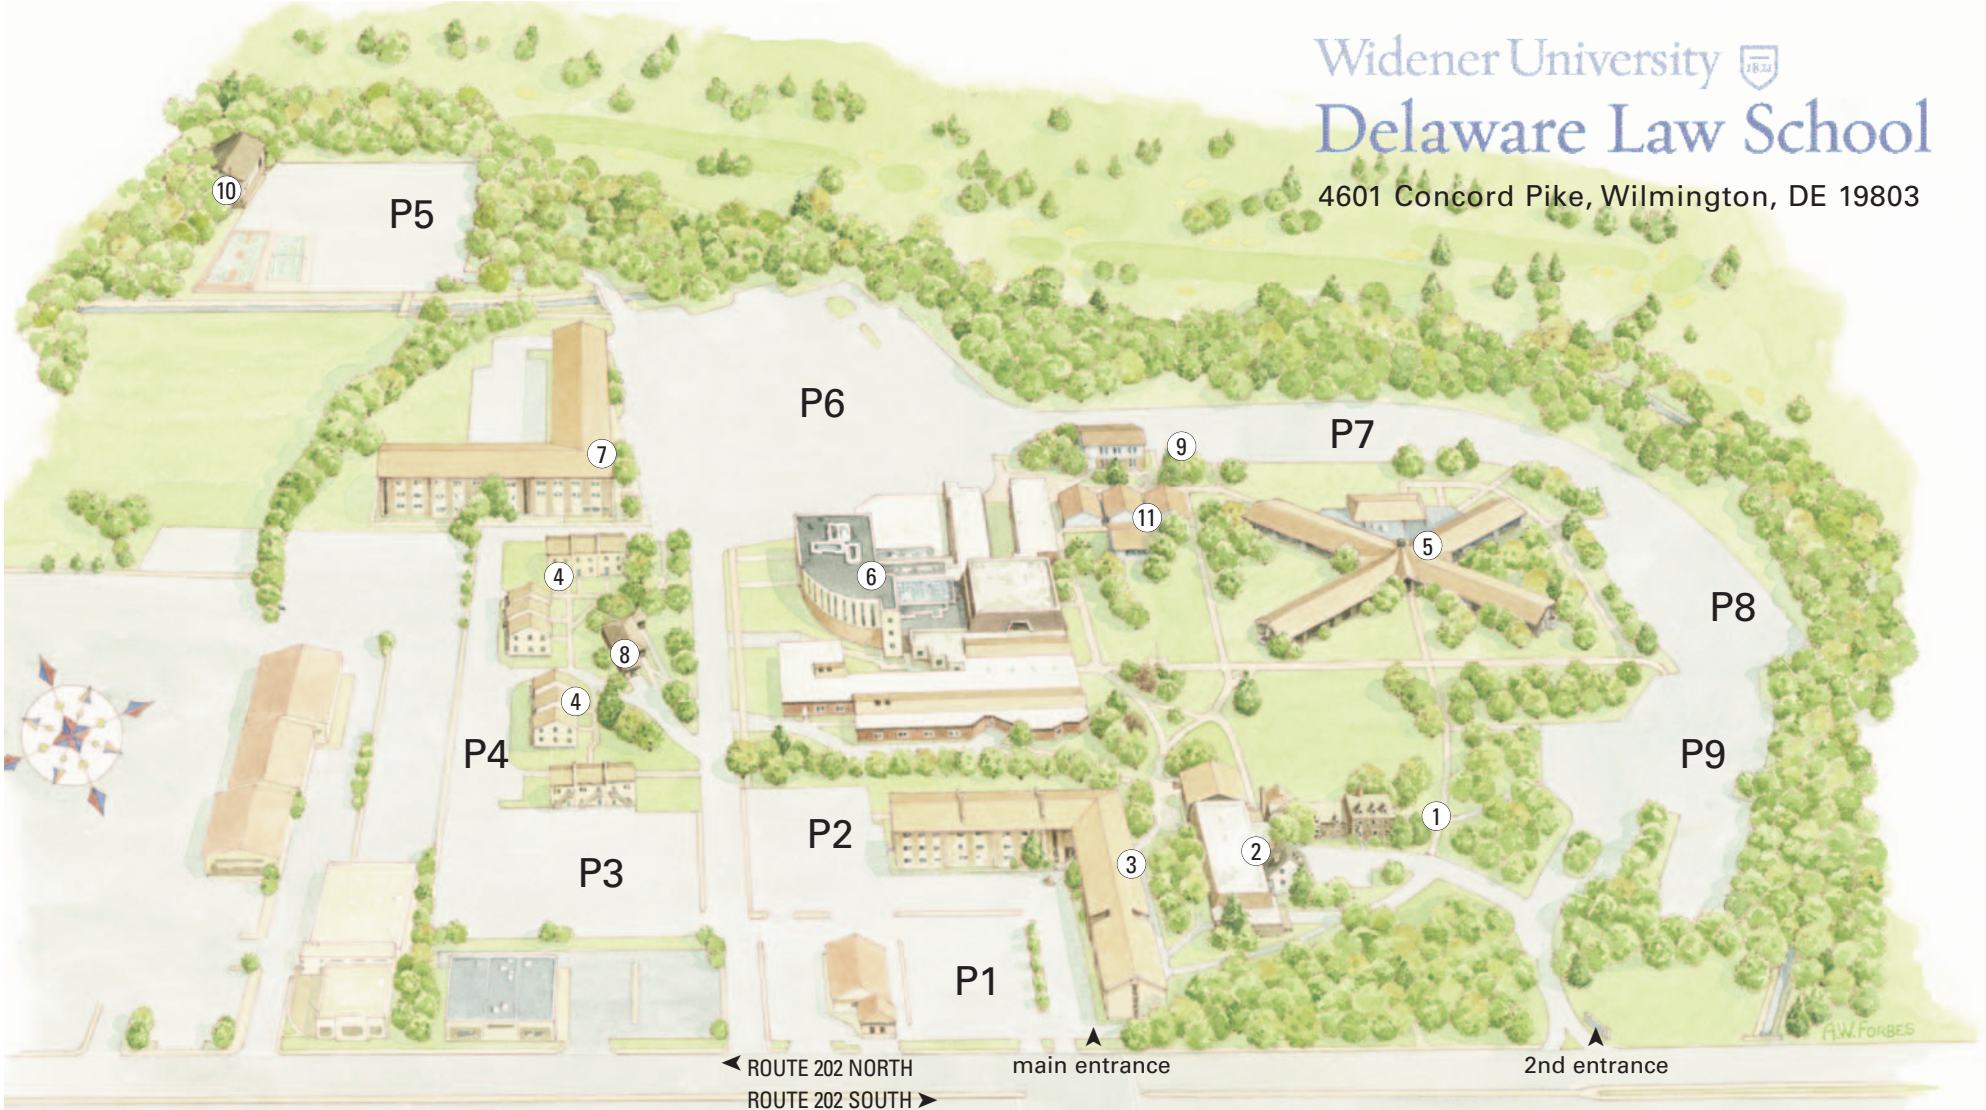 Widener University
1821
Delaware Law School
4601 Concord Pike, Wilmington, DE 19803
10
P5
P6
P7
9
7
11
5
6
4
P8
8
4
P4
P9
1
P2
2
3
P3
P1
A.W. FORBES
ROUTE 202 NORTH
main entrance
2nd entrance
ROUTE 202 SOUTH